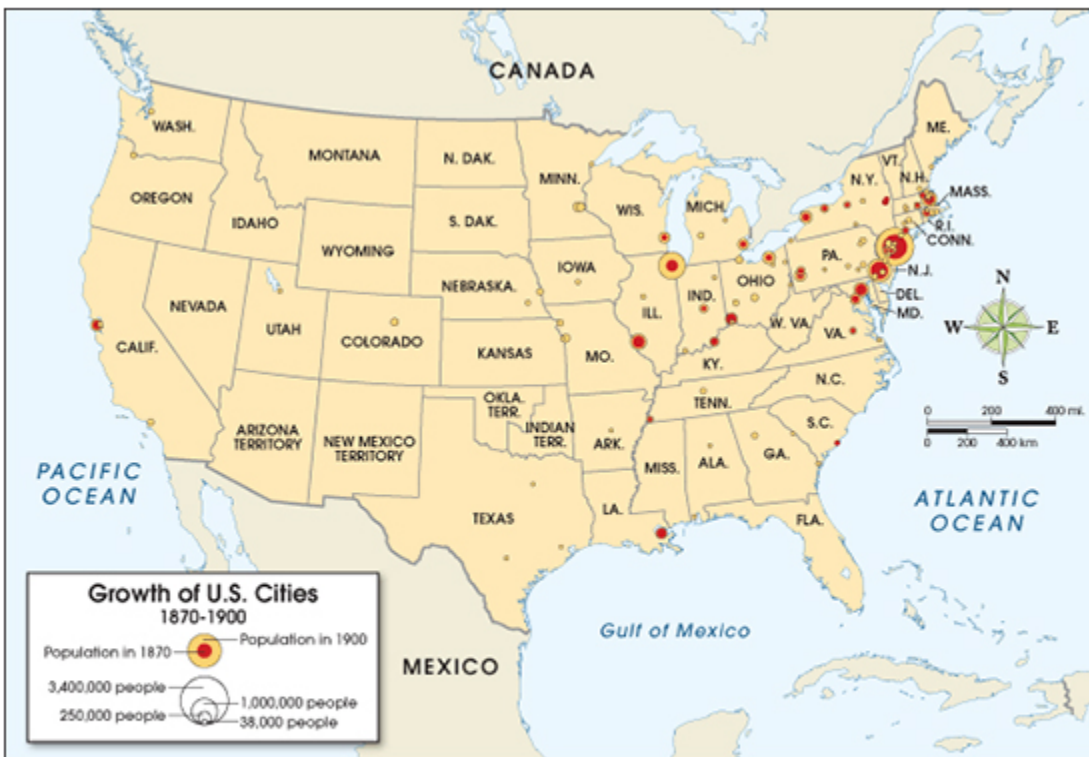 CANADA
WASH.
MONTANA
N. DAK.
MINN.
ME.
VT.
N.H.
MASS.
OREGON
IDAHO
S. DAK.
WIS.
MICH.
N.Y.
R.I.
CONN.
WYOMING
IOWA
PA.
N.J.
NEBRASKA
OHIO
DEL.
NEVADA
UTAH
COLORADO
ILL.
IND.
W. VA.
MD.
CALIF.
KANSAS
MO.
KY.
VA.
N
W
E
S
OKLA.
TERR.
TENN.
N.C.
0 200 400 mi.
0 200 400 km
ARIZONA
TERRITORY
NEW MEXICO
TERRITORY
INDIAN
TERR.
ARK.
S.C.
PACIFIC
OCEAN
MISS.
ALA.
GA.
ATLANTIC
OCEAN
TEXAS
LA.
FLA.
Growth of U.S. Cities
1870-1900
Population in 1900
Population in 1870
3,400,000 people
1,000,000 people
250,000 people
38,000 people
Gulf of Mexico
MEXICO